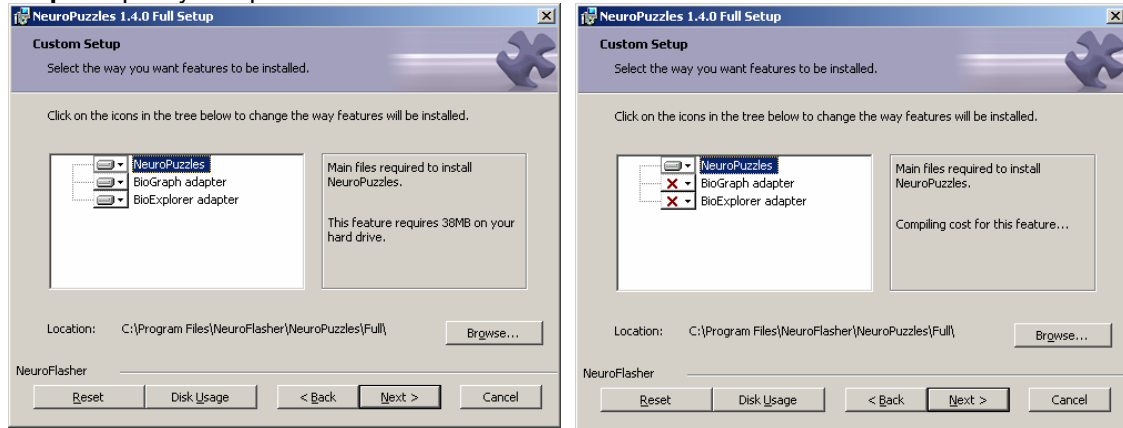 NeuroPuzzles 1.4.0 Full Setup
Custom Setup
Select the way you want features to be installed.
Click on the icons in the tree below to change the way features will be installed.
NeuroPuzzles
BioGraph adapter
BioExplorer adapter
Main files required to install
NeuroPuzzles.
This feature requires 38MB on your
hard drive.
Location: C:\Program Files\NeuroFlasher\NeuroPuzzles\Full\
Browse...
NeuroFlasher
Reset Disk Usage < Back Next > Cancel
NeuroPuzzles 1.4.0 Full Setup
Custom Setup
Select the way you want features to be installed.
Click on the icons in the tree below to change the way features will be installed.
NeuroPuzzles
BioGraph adapter
BioExplorer adapter
Main files required to install
NeuroPuzzles.
Compiling cost for this feature...
Location: C:\Program Files\NeuroFlasher\NeuroPuzzles\Full\
Browse...
NeuroFlasher
Reset Disk Usage < Back Next > Cancel